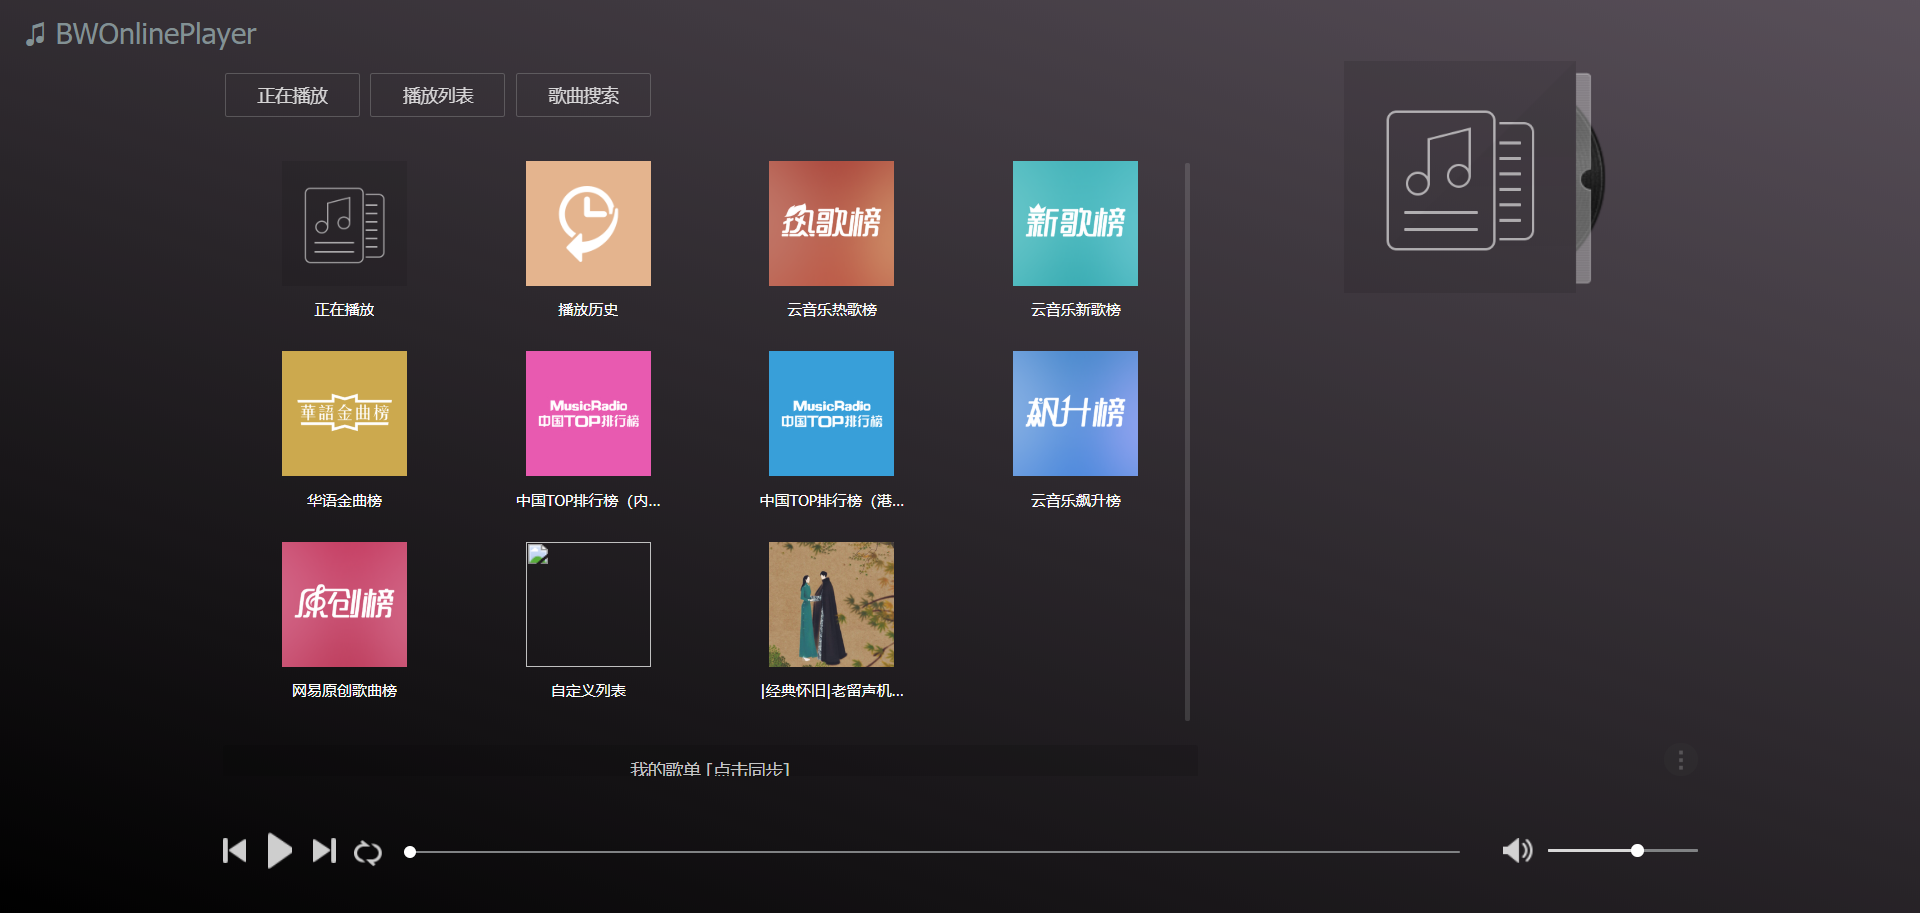 BWOnlinePlayer
正在播放
播放列表
歌曲搜索
热歌榜
新歌榜
正在播放
播放历史
云音乐热歌榜
云音乐新歌榜
華語金曲榜
MusicRadio
中国TOP排行榜
MusicRadio
中国TOP排行榜
飙升榜
华语金曲榜
中国TOP排行榜（内...
中国TOP排行榜（港...
云音乐飙升榜
原创榜
网易原创歌曲榜
自定义列表
|经典怀旧|老留声机...
我的歌单 [点击同步]